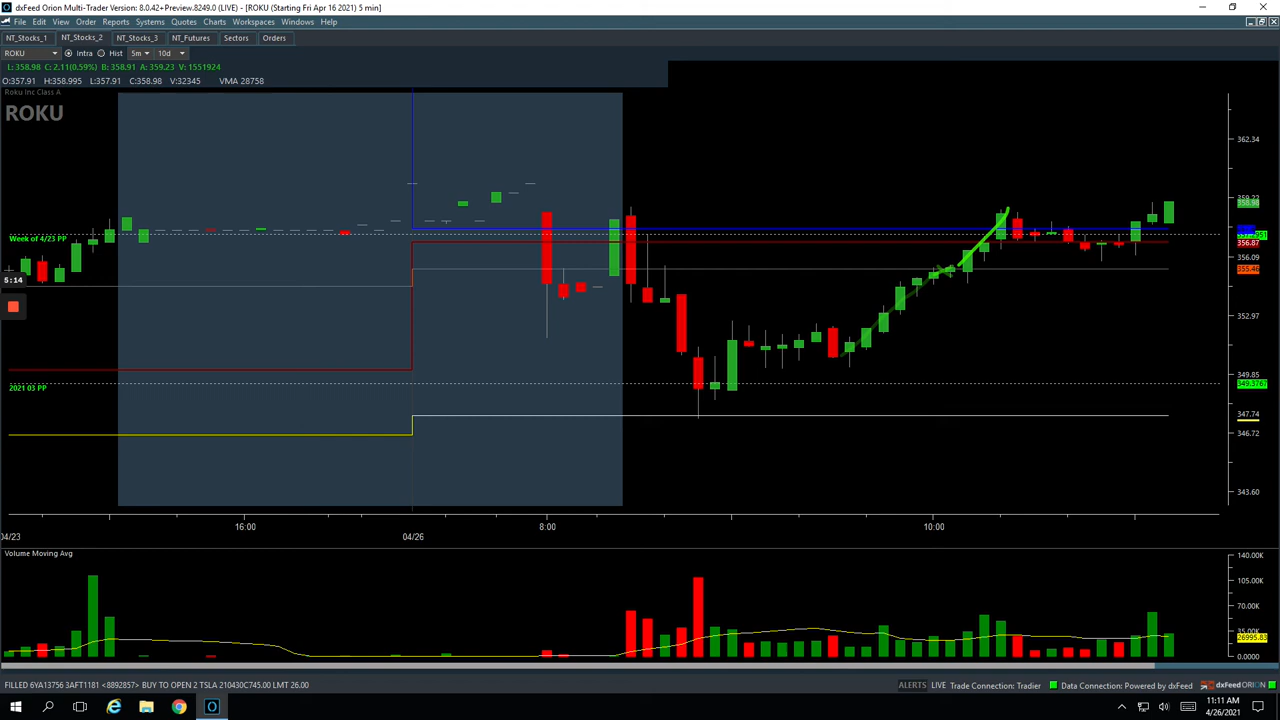 dxFeed Orion Multi-Trader Version: 8.0.42+Preview.8249.0 (LIVE) - [ROKU (Starting Fri Apr 16 2021) 5 min]
File Edit View Order Reports Systems Quotes Charts Workspaces Windows Help
NT_Stocks_1 NT_Stocks_2 NT_Stocks_3 NT_Futures Sectors Orders
ROKU Intra Hist 5m 10d
L: 358.98 C: 2.11(0.59%) B: 358.91 A: 359.23 V: 1551924
O:357.91 H:358.995 L:357.91 C:358.98 V:32345 VMA 28758
Roku Inc Class A
ROKU
362.34
358.98
Week of 4/23 PP
356.87
356.09
355.46
5:14
352.97
349.85
2021 03 PP
349.3767
347.74
346.72
343.60
16:00 8:00 10:00
04/23 04/26
Volume Moving Avg
140.00K
105.00K
70.00K
35.00K
26995.83
0.0000
FILLED 6YA13756 3AFT1181 <8892857> BUY TO OPEN 2 TSLA 210430C745.00 LMT 26.00 ALERTS LIVE Trade Connection: Tradier Data Connection: Powered by dxFeed dxFeed ORION
11:11 AM
4/26/2021